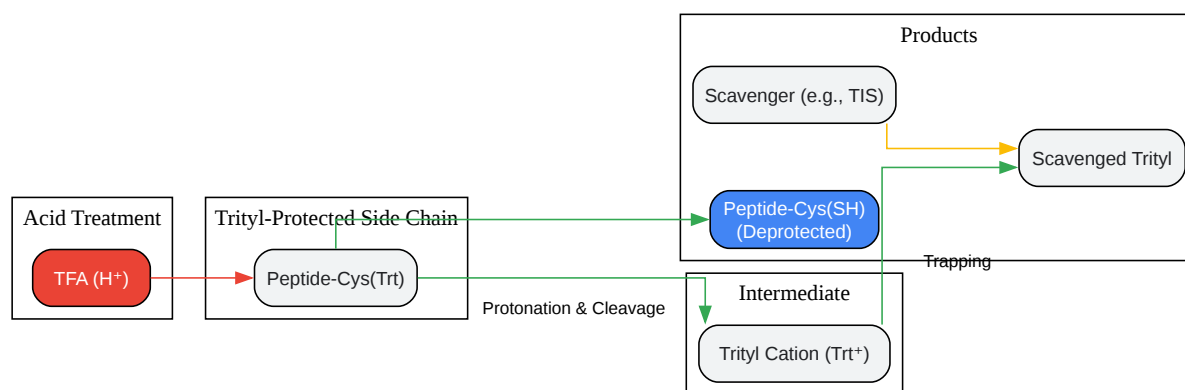 Products
Scavenger (e.g., TIS)
Scavenged Trityl
Acid Treatment
Trityl-Protected Side Chain
Peptide-Cys(SH)
(Deprotected)
TFA (H⁺)
Peptide-Cys(Trt)
Trapping
Protonation & Cleavage
Intermediate
Trityl Cation (Trt⁺)